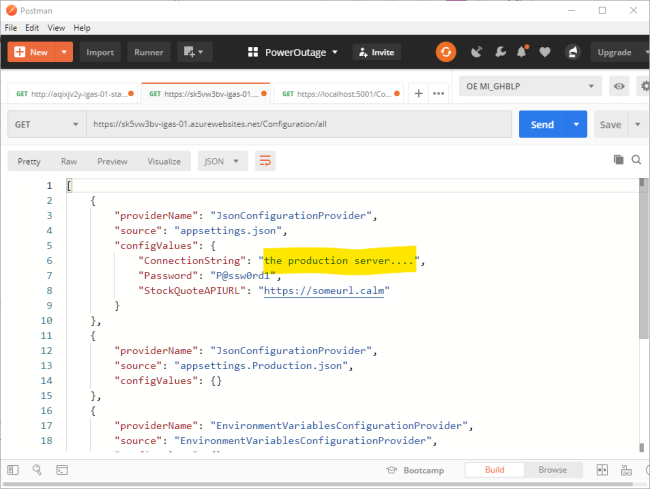 Postman
File Edit View Help
New Import Runner PowerOutage Invite Upgrade
GET http://aqixjv2y-igas-01-sta... GET https://sk5vw3bv-igas-01.... GET https://localhost:5001/Co... + ••• OE MI_GHBLP
GET https://sk5vw3bv-igas-01.azurewebsites.net/Configuration/all Send Save
Pretty Raw Preview Visualize JSON
1 [
2 {
3 "providerName": "JsonConfigurationProvider",
4 "source": "appsettings.json",
5 "configValues": {
6 "ConnectionString": "the production server....",
7 "Password": "P@ssw0rd1",
8 "StockQuoteAPIURL": "https://someurl.calm"
9 }
10 },
11 {
12 "providerName": "JsonConfigurationProvider",
13 "source": "appsettings.Production.json",
14 "configValues": {}
15 },
16 {
17 "providerName": "EnvironmentVariablesConfigurationProvider",
18 "source": "EnvironmentVariablesConfigurationProvider",
Bootcamp Build Browse